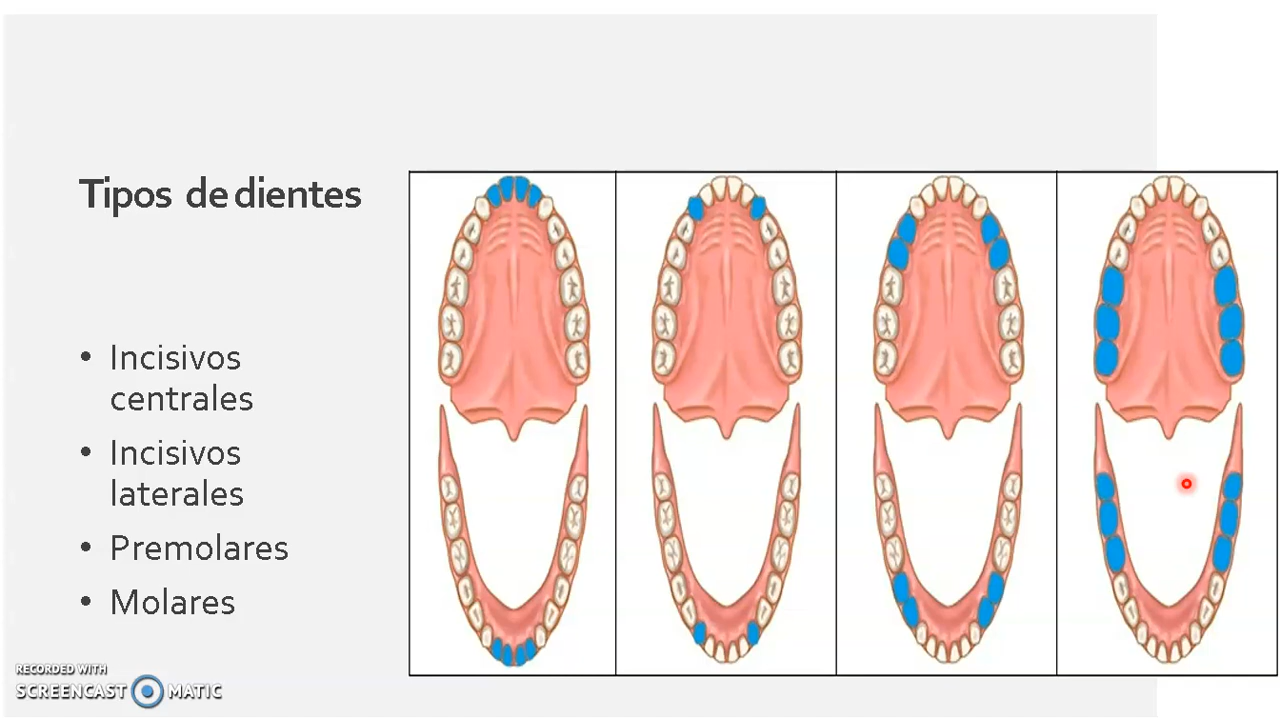 Tipos de dientes
• Incisivos
centrales
• Incisivos
laterales
• Premolares
• Molares
RECORDED WITH
SCREENCAST MATIC